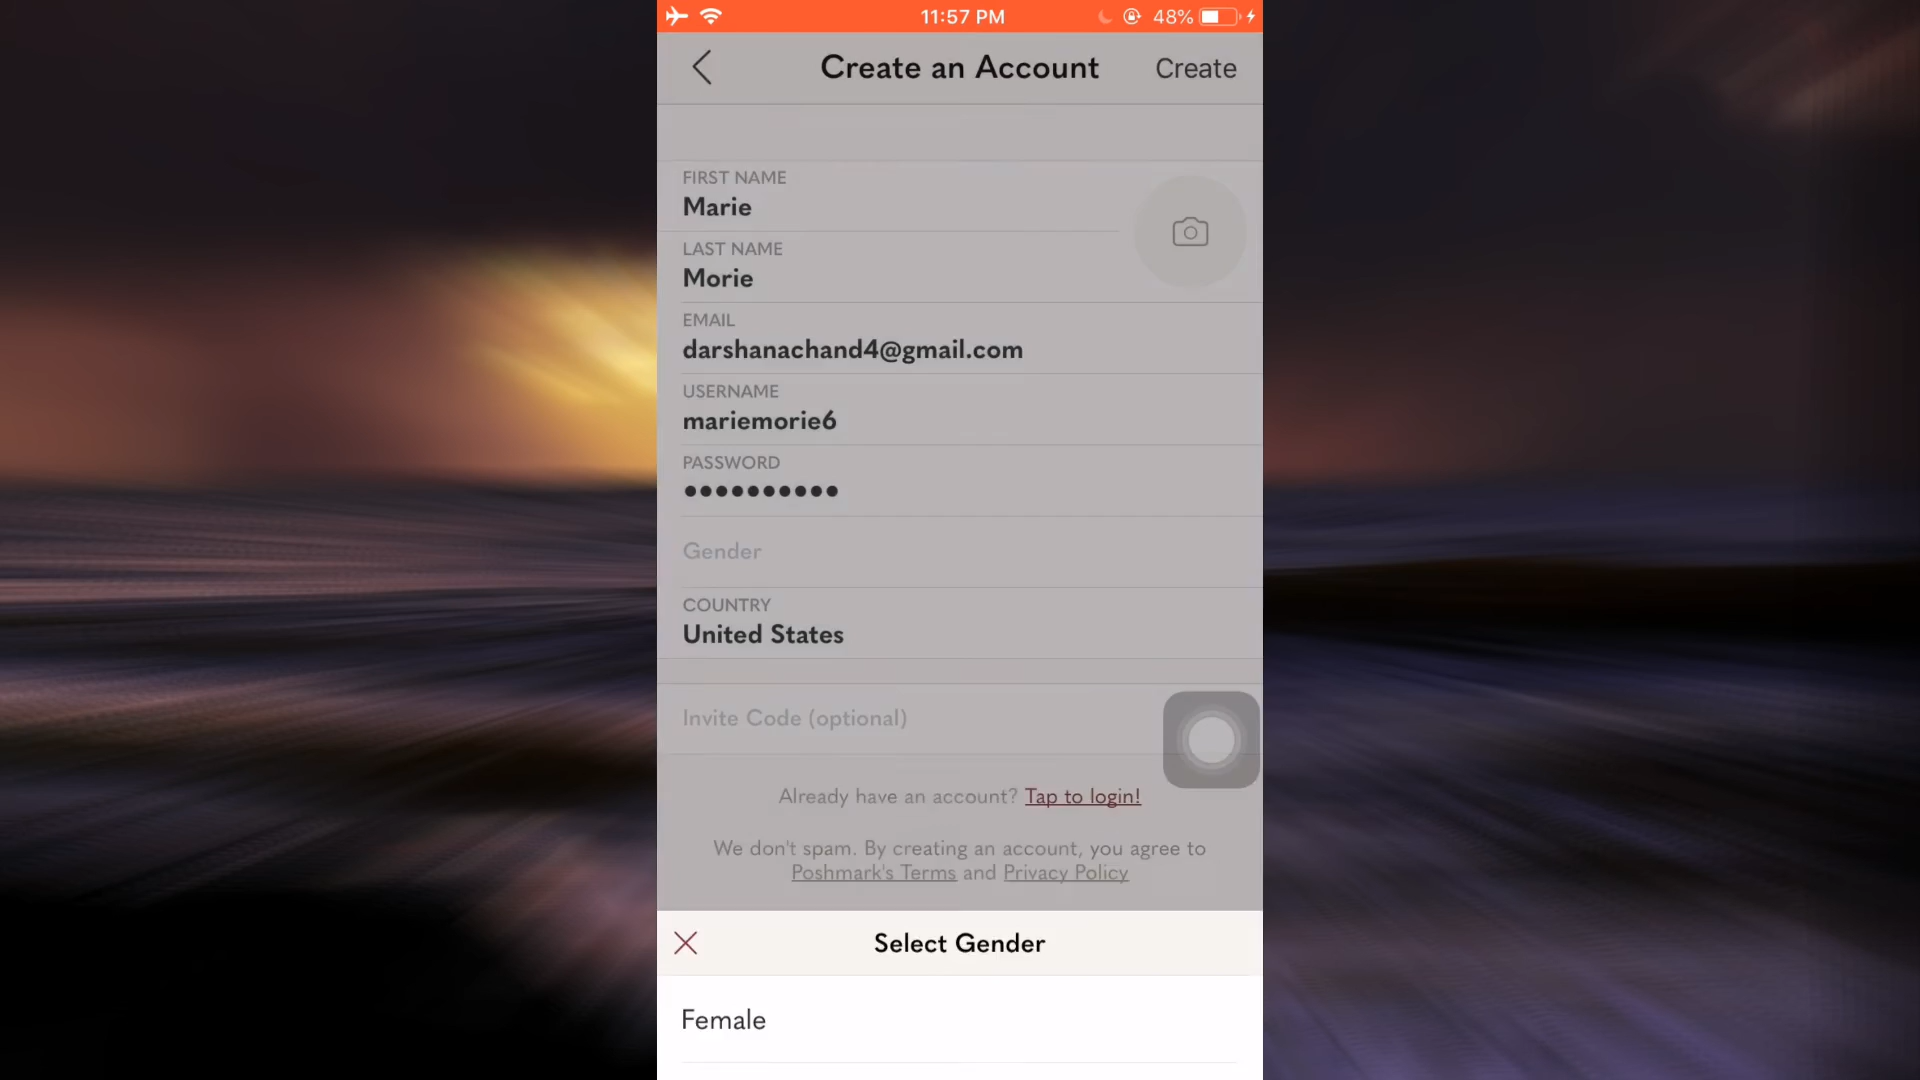 11:57 PM
48%
Create an Account
Create
FIRST NAME
Marie
LAST NAME
Morie
EMAIL
darshanachand4@gmail.com
USERNAME
mariemorie6
PASSWORD
●●●●●●●●●●
Gender
COUNTRY
United States
Invite Code (optional)
Already have an account? Tap to login!
We don't spam. By creating an account, you agree to
Poshmark's Terms and Privacy Policy
Select Gender
Female